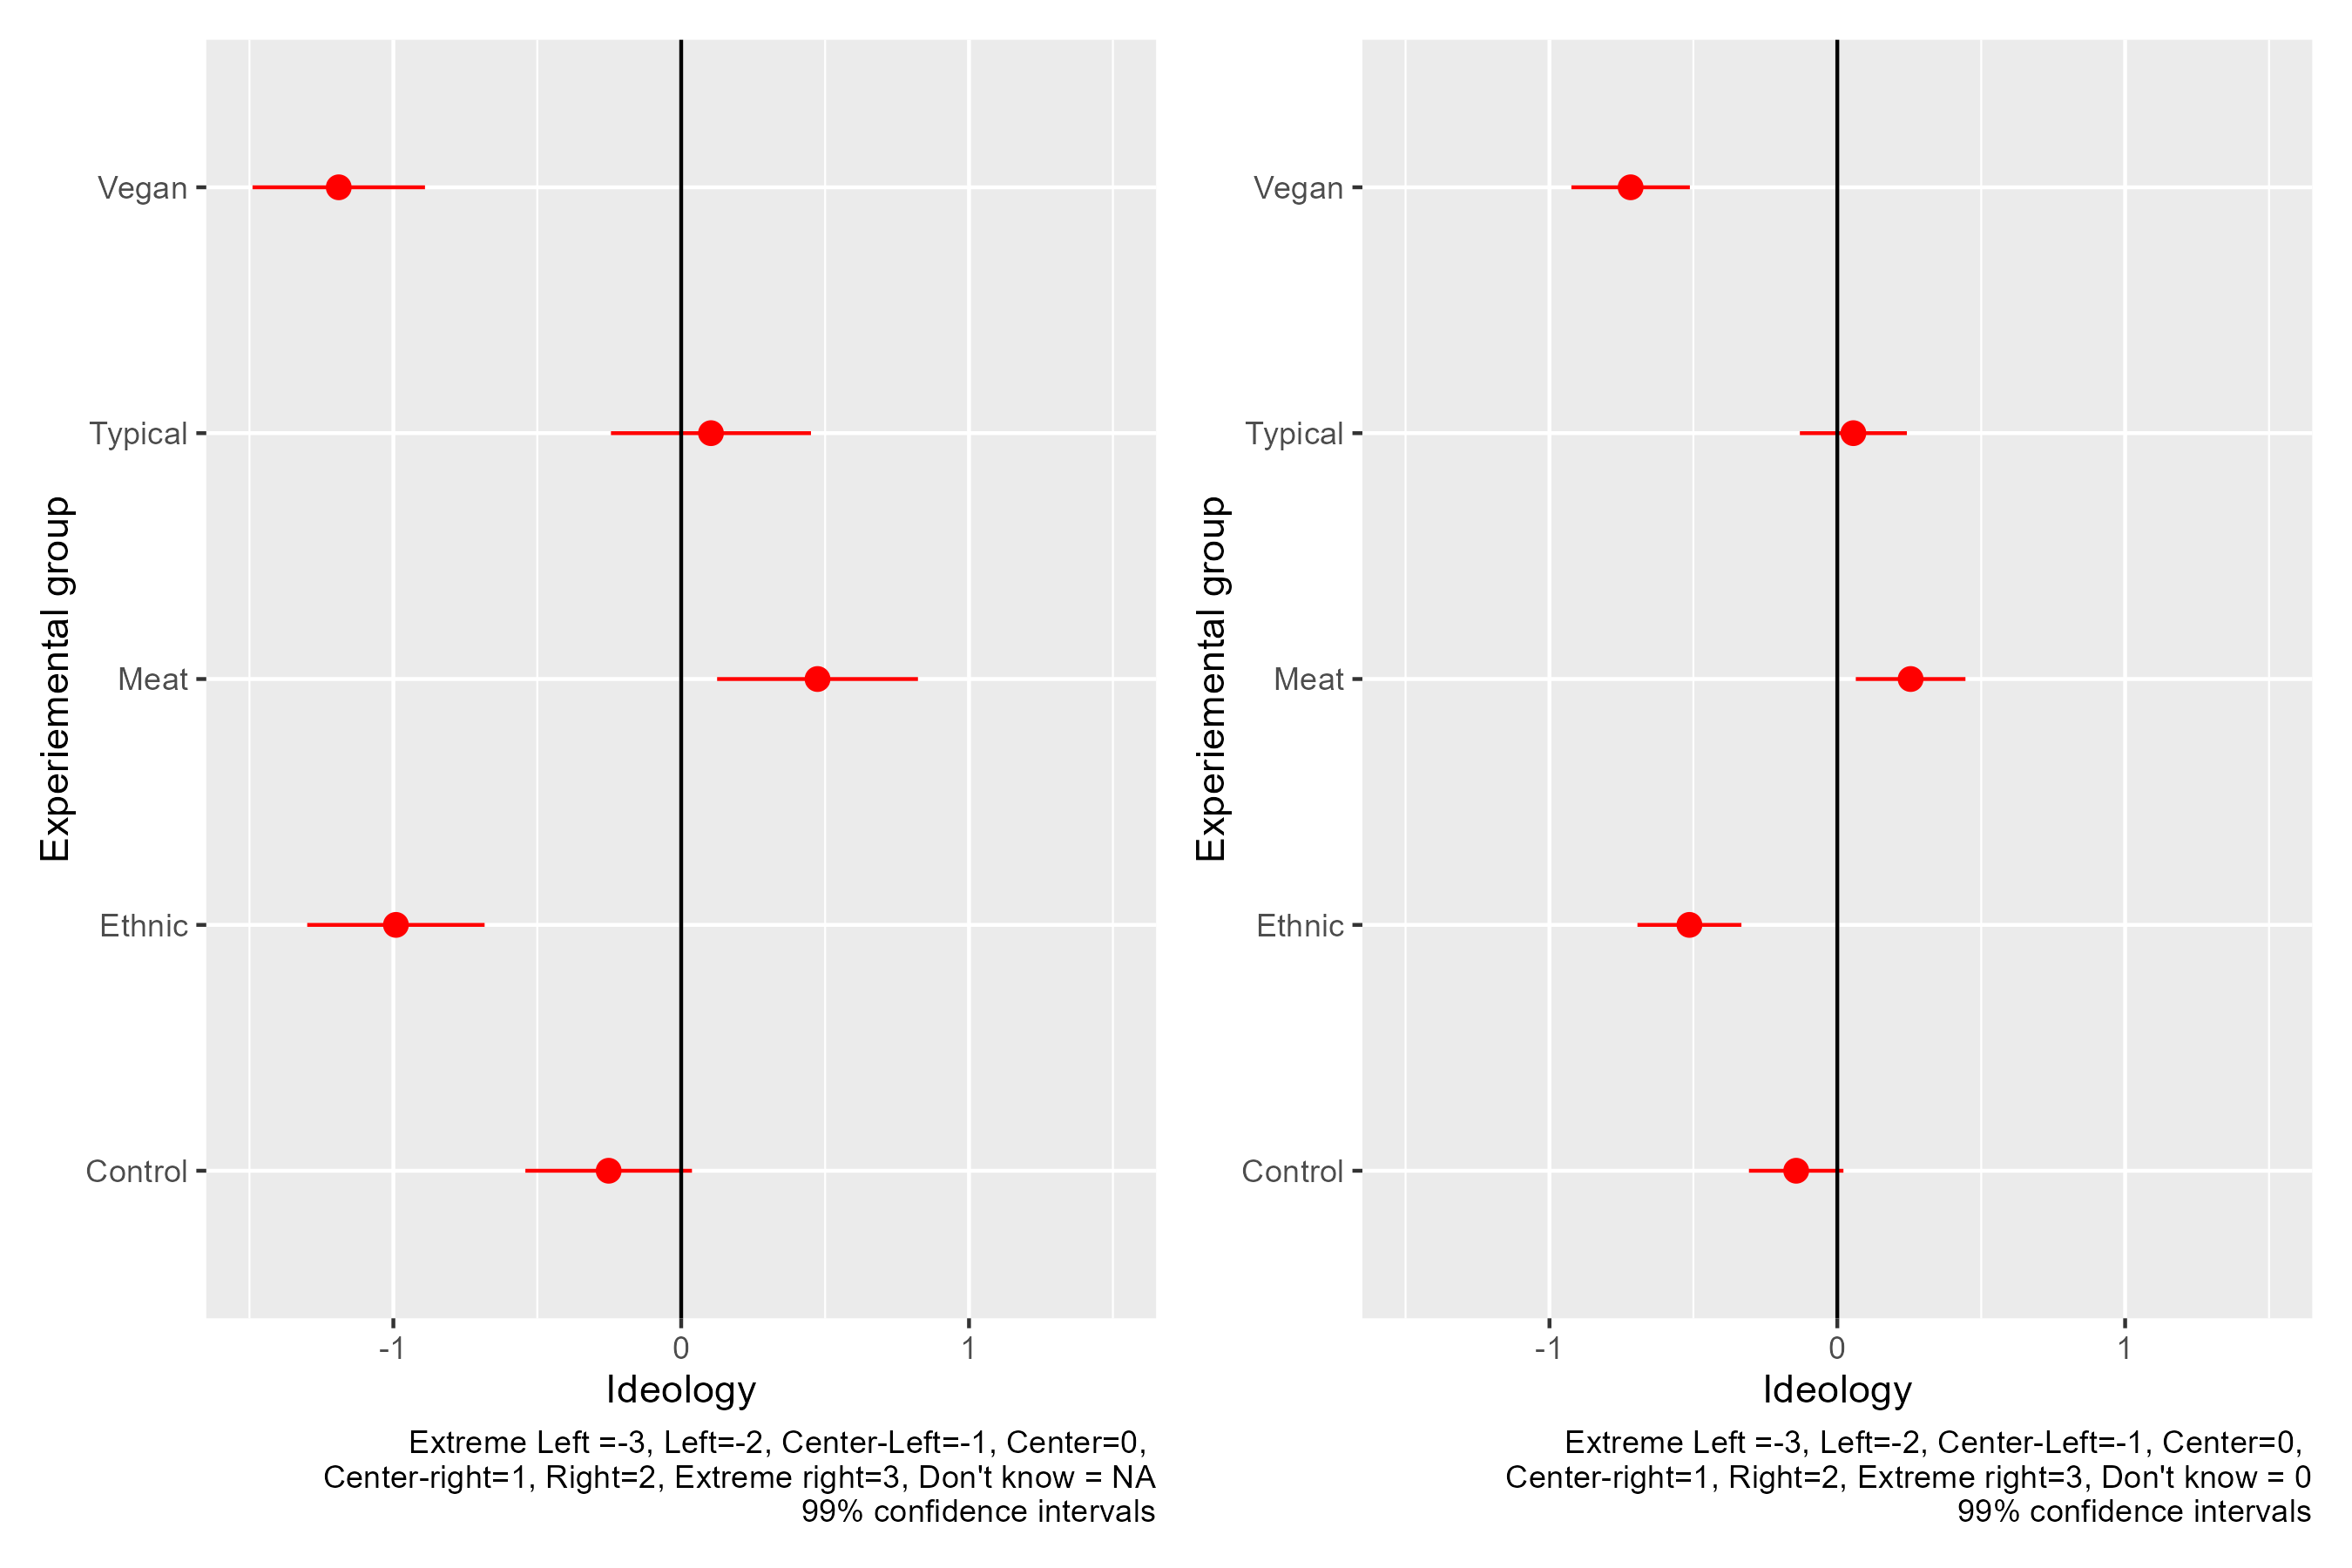 Experiemental group
Vegan
Typical
Meat
Ethnic
Control
-1 0 1
Ideology
Extreme Left =-3, Left=-2, Center-Left=-1, Center=0,
Center-right=1, Right=2, Extreme right=3, Don't know = NA
99% confidence intervals
Experiemental group
Vegan
Typical
Meat
Ethnic
Control
-1 0 1
Ideology
Extreme Left =-3, Left=-2, Center-Left=-1, Center=0,
Center-right=1, Right=2, Extreme right=3, Don't know = 0
99% confidence intervals